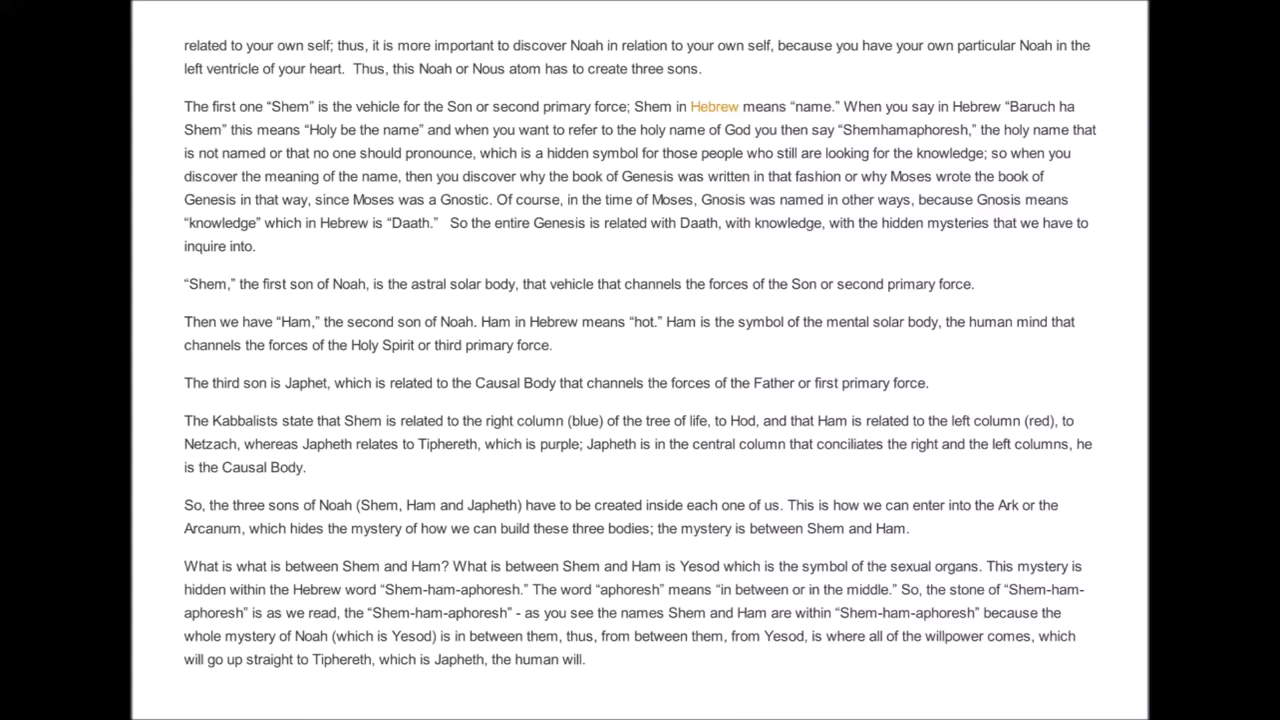 related to your own self; thus, it is more important to discover Noah in relation to your own self, because you have your own particular Noah in the
left ventricle of your heart.  Thus, this Noah or Nous atom has to create three sons.
The first one “Shem” is the vehicle for the Son or second primary force; Shem in Hebrew means “name.” When you say in Hebrew “Baruch ha
Shem” this means “Holy be the name” and when you want to refer to the holy name of God you then say “Shemhamaphoresh,” the holy name that
is not named or that no one should pronounce, which is a hidden symbol for those people who still are looking for the knowledge; so when you
discover the meaning of the name, then you discover why the book of Genesis was written in that fashion or why Moses wrote the book of
Genesis in that way, since Moses was a Gnostic. Of course, in the time of Moses, Gnosis was named in other ways, because Gnosis means
“knowledge” which in Hebrew is “Daath.”   So the entire Genesis is related with Daath, with knowledge, with the hidden mysteries that we have to
inquire into.
“Shem,” the first son of Noah, is the astral solar body, that vehicle that channels the forces of the Son or second primary force.
Then we have “Ham,” the second son of Noah. Ham in Hebrew means “hot.” Ham is the symbol of the mental solar body, the human mind that
channels the forces of the Holy Spirit or third primary force.
The third son is Japhet, which is related to the Causal Body that channels the forces of the Father or first primary force.
The Kabbalists state that Shem is related to the right column (blue) of the tree of life, to Hod, and that Ham is related to the left column (red), to
Netzach, whereas Japheth relates to Tiphereth, which is purple; Japheth is in the central column that conciliates the right and the left columns, he
is the Causal Body.
So, the three sons of Noah (Shem, Ham and Japheth) have to be created inside each one of us. This is how we can enter into the Ark or the
Arcanum, which hides the mystery of how we can build these three bodies; the mystery is between Shem and Ham.
What is what is between Shem and Ham? What is between Shem and Ham is Yesod which is the symbol of the sexual organs. This mystery is
hidden within the Hebrew word “Shem-ham-aphoresh.” The word “aphoresh” means “in between or in the middle.” So, the stone of “Shem-ham-
aphoresh” is as we read, the “Shem-ham-aphoresh” - as you see the names Shem and Ham are within “Shem-ham-aphoresh” because the
whole mystery of Noah (which is Yesod) is in between them, thus, from between them, from Yesod, is where all of the willpower comes, which
will go up straight to Tiphereth, which is Japheth, the human will.